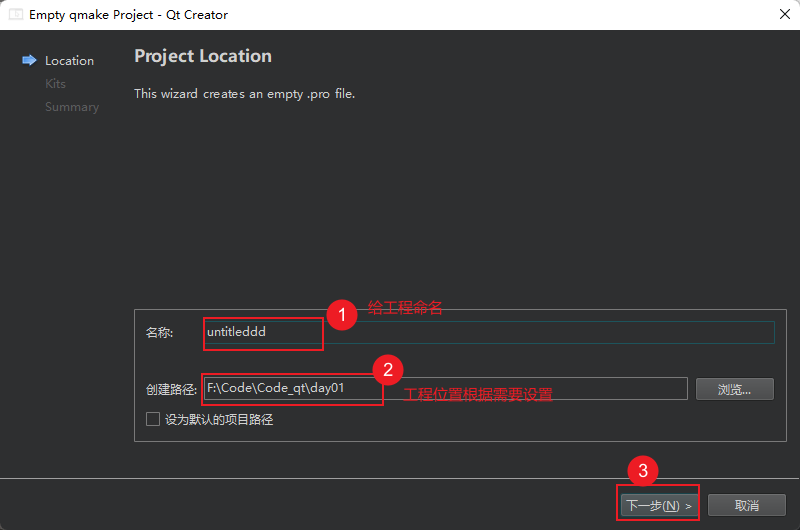 Empty qmake Project - Qt Creator
Location
Kits
Summary
Project Location
This wizard creates an empty .pro file.
1
给工程命名
名称:
untitleddd
2
创建路径:
F:\Code\Code_qt\day01
工程位置根据需要设置
浏览...
设为默认的项目路径
3
下一步(N) >
取消